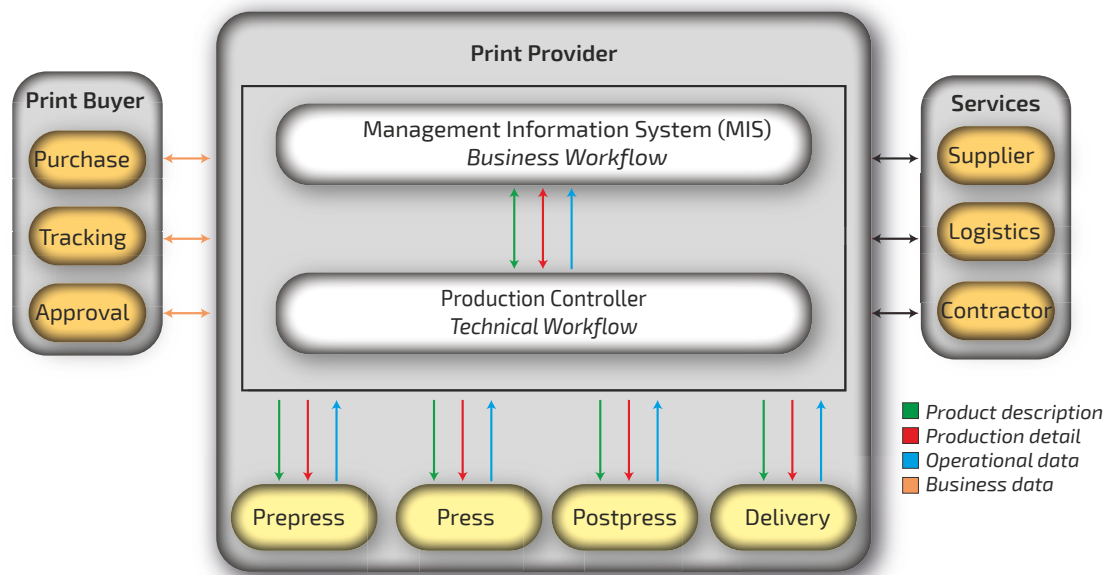 Print Provider
Print Buyer
Purchase
Tracking
Approval
Management Information System (MIS)
Business Workflow
Production Controller
Technical Workflow
Services
Supplier
Logistics
Contractor
Prepress
Press
Postpress
Delivery
Product description
Production detail
Operational data
Business data